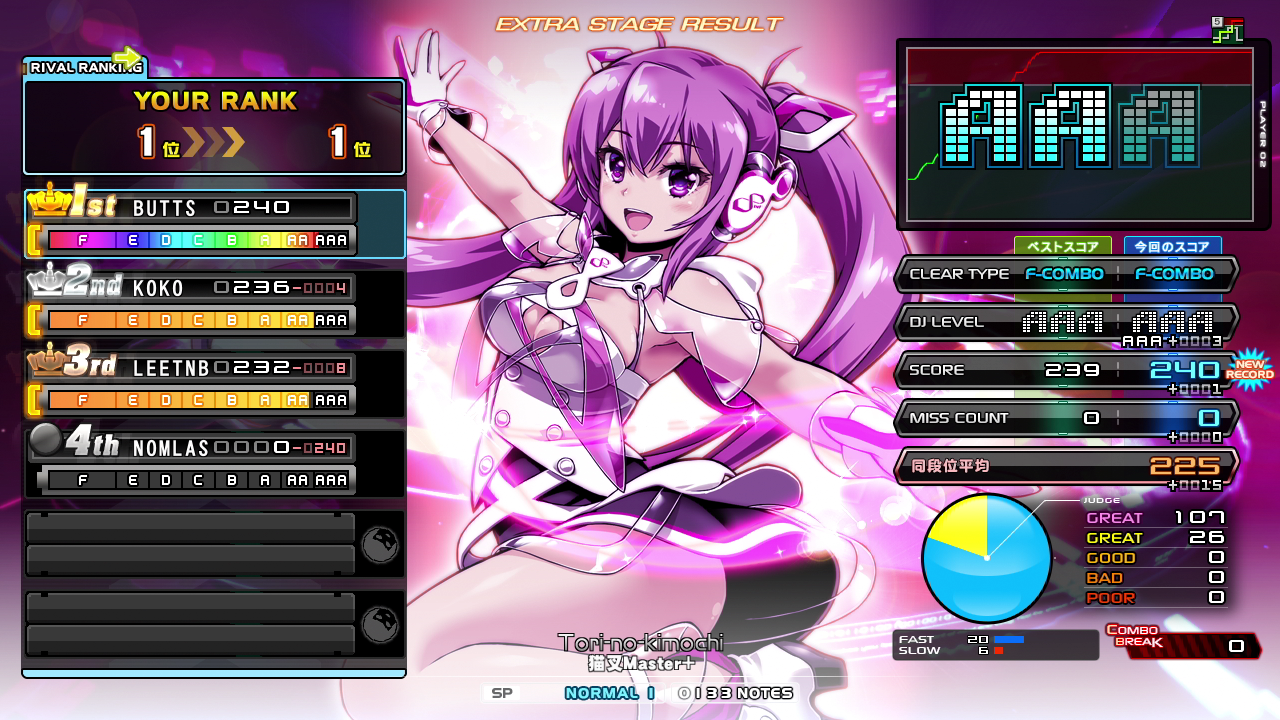 EXTRA STAGE RESULT
RIVAL RANKING
YOUR RANK
1位
1位
1st BUTTS 0240
F E D C B A AA AAA
2nd KOKO 0236-0004
F E D C B A AA AAA
3rd LEETNB 0232-0008
F E D C B A AA AAA
4th NOMLAS 0000-0240
F E D C B A AA AAA
AAA
PLAYER 02
ベストスコア 今回のスコア
CLEAR TYPE F-COMBO F-COMBO
DJ LEVEL AAA AAA
AAA+0003
SCORE 239 240 NEW RECORD
+0001
MISS COUNT 0 0
+0000
同段位平均 225
+0015
JUDGE
GREAT 107
GREAT 26
GOOD 0
BAD 0
POOR 0
FAST 20
SLOW 6
COMBO BREAK 0
Tori-no-kimochi
猫叉Master+
SP NORMAL 1 0133 NOTES